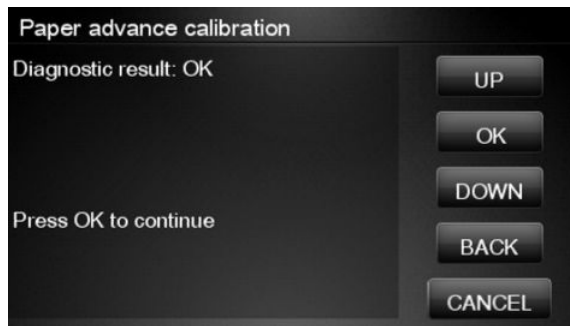 Paper advance calibration
Diagnostic result: OK
Press OK to continue
UP
OK
DOWN
BACK
CANCEL